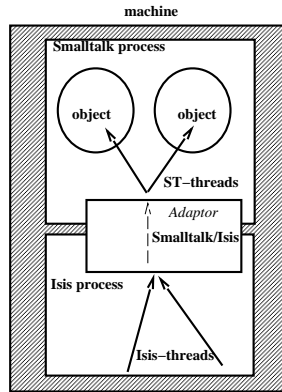 machine
Smalltalk process
object
object
ST-threads
Adaptor
Smalltalk/Isis
Isis process
Isis-threads